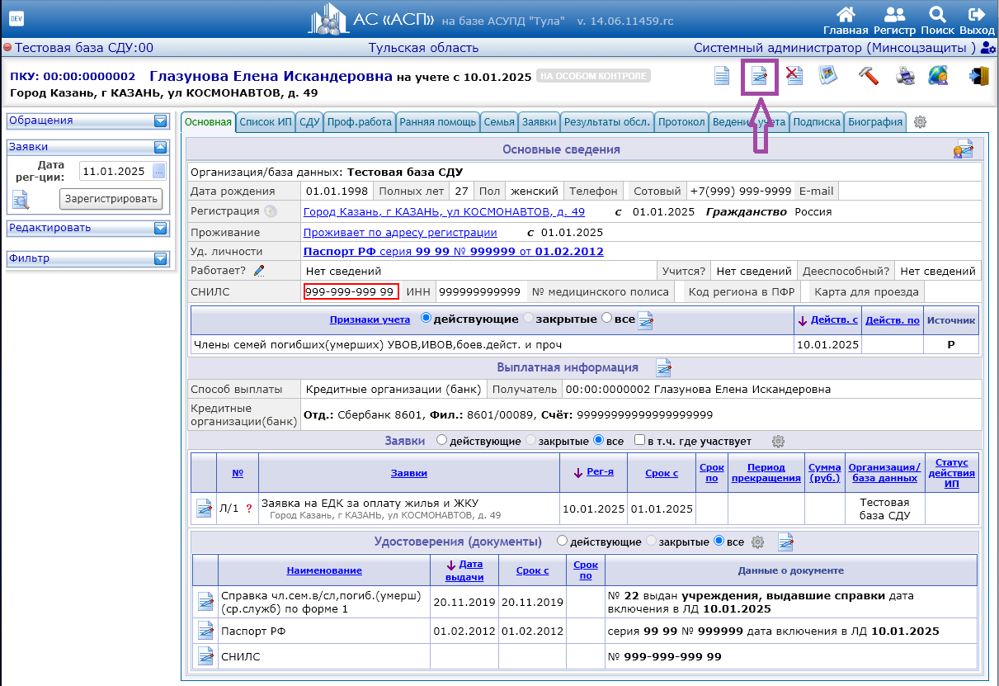 DEV
АС «АСП» на базе АСУПД "Тула" v. 14.06.11459.rc
Главная Регистр Поиск Выход
Тестовая база СДУ:00 Тульская область Системный администратор (Минсоцзащиты )
ПКУ: 00:00:0000002 Глазунова Елена Искандеровна на учете с 10.01.2025 НА ОСОБОМ КОНТРОЛЕ
Город Казань, г КАЗАНЬ, ул КОСМОНАВТОВ, д. 49
Обращения
Заявки
Дата рег-ции: 11.01.2025 ...
Зарегистрировать
Редактировать
Фильтр
Основная Список ИП СДУ Проф.работа Ранняя помощь Семья Заявки Результаты обсл. Протокол Ведение учета Подписка Биография
Основные сведения
Организация/база данных: Тестовая база СДУ
Дата рождения 01.01.1998 Полных лет 27 Пол женский Телефон Сотовый +7(999) 999-9999 E-mail
Регистрация Город Казань, г КАЗАНЬ, ул КОСМОНАВТОВ, д. 49 с 01.01.2025 Гражданство Россия
Проживание Проживает по адресу регистрации с 01.01.2025
Уд. личности Паспорт РФ серия 99 99 № 999999 от 01.02.2012
Работает? Нет сведений Учится? Нет сведений Дееспособный? Нет сведений
СНИЛС 999-999-999 99 ИНН 999999999999 № медицинского полиса Код региона в ПФР Карта для проезда
Признаки учета действующие закрытые все Действ. с Действ. по Источник
Члены семей погибших(умерших) УВОВ,ИВОВ,боев.дейст. и проч 10.01.2025 Р
Выплатная информация
Способ выплаты Кредитные организации (банк) Получатель 00:00:0000002 Глазунова Елена Искандеровна
Кредитные
организации(банк) Отд.: Сбербанк 8601, Фил.: 8601/00089, Счёт: 99999999999999999999
Заявки действующие закрытые все в т.ч. где участвует
№ Заявки Рег-я Срок с Срок по Период прекращения Сумма (руб.) Организация/база данных Статус действия ИП
Л/1 ? Заявка на ЕДК за оплату жилья и ЖКУ 10.01.2025 01.01.2025 Тестовая база СДУ
Город Казань, г КАЗАНЬ, ул КОСМОНАВТОВ, д. 49
Удостоверения (документы) действующие закрытые все
Наименование Дата выдачи Срок с Срок по Данные о документе
Справка чл.сем.в/сл,погиб.(умерш) 20.11.2019 20.11.2019 № 22 выдан учреждения, выдавшие справки дата
(ср.служб) по форме 1 включения в ЛД 10.01.2025
Паспорт РФ 01.02.2012 01.02.2012 серия 99 99 № 999999 дата включения в ЛД 10.01.2025
СНИЛС № 999-999-999 99